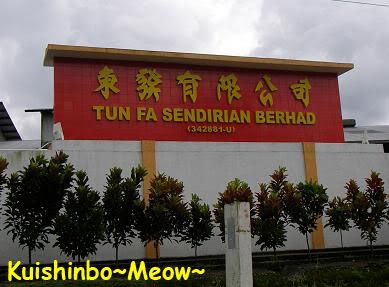 東發有限公司
TUN FA SENDIRIAN BERHAD
(342881-U)
Kuishinbo~Meow~